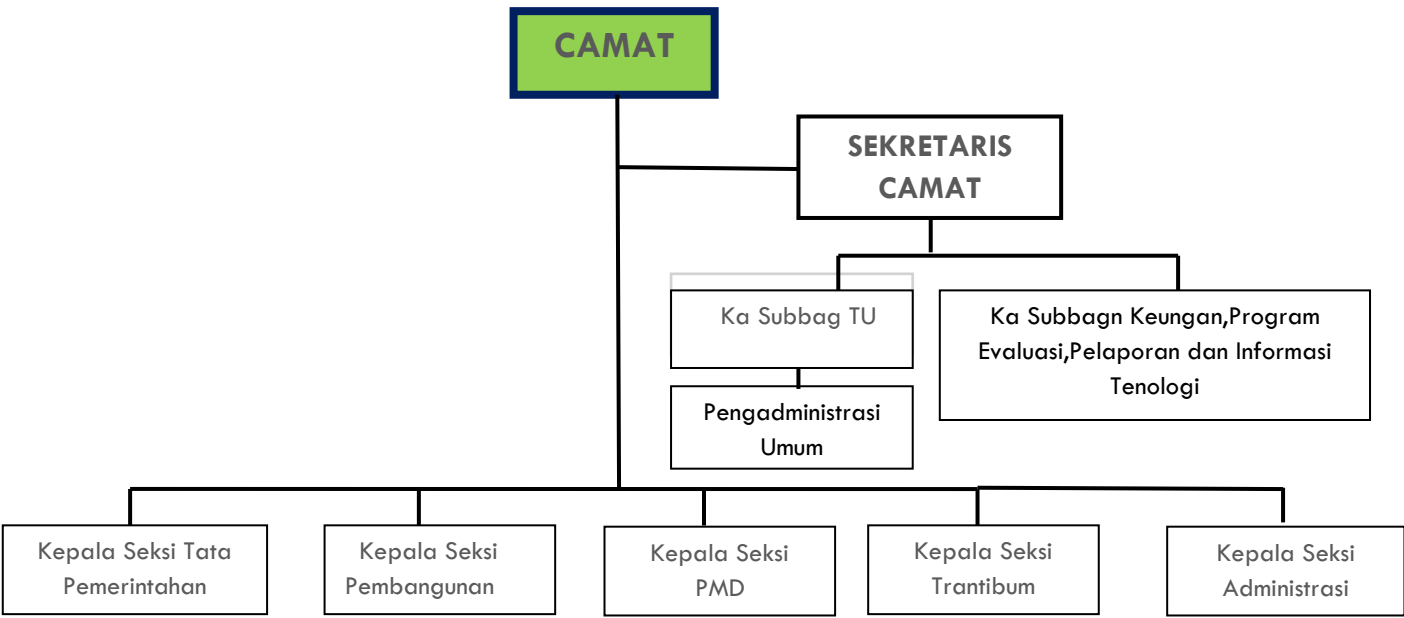 CAMAT
SEKRETARIS
CAMAT
Ka Subbag TU
Ka Subbagn Keungan,Program
Evaluasi,Pelaporan dan Informasi
Tenologi
Pengadministrasi
Umum
Kepala Seksi Tata
Pemerintahan
Kepala Seksi
Pembangunan
Kepala Seksi
PMD
Kepala Seksi
Trantibum
Kepala Seksi
Administrasi